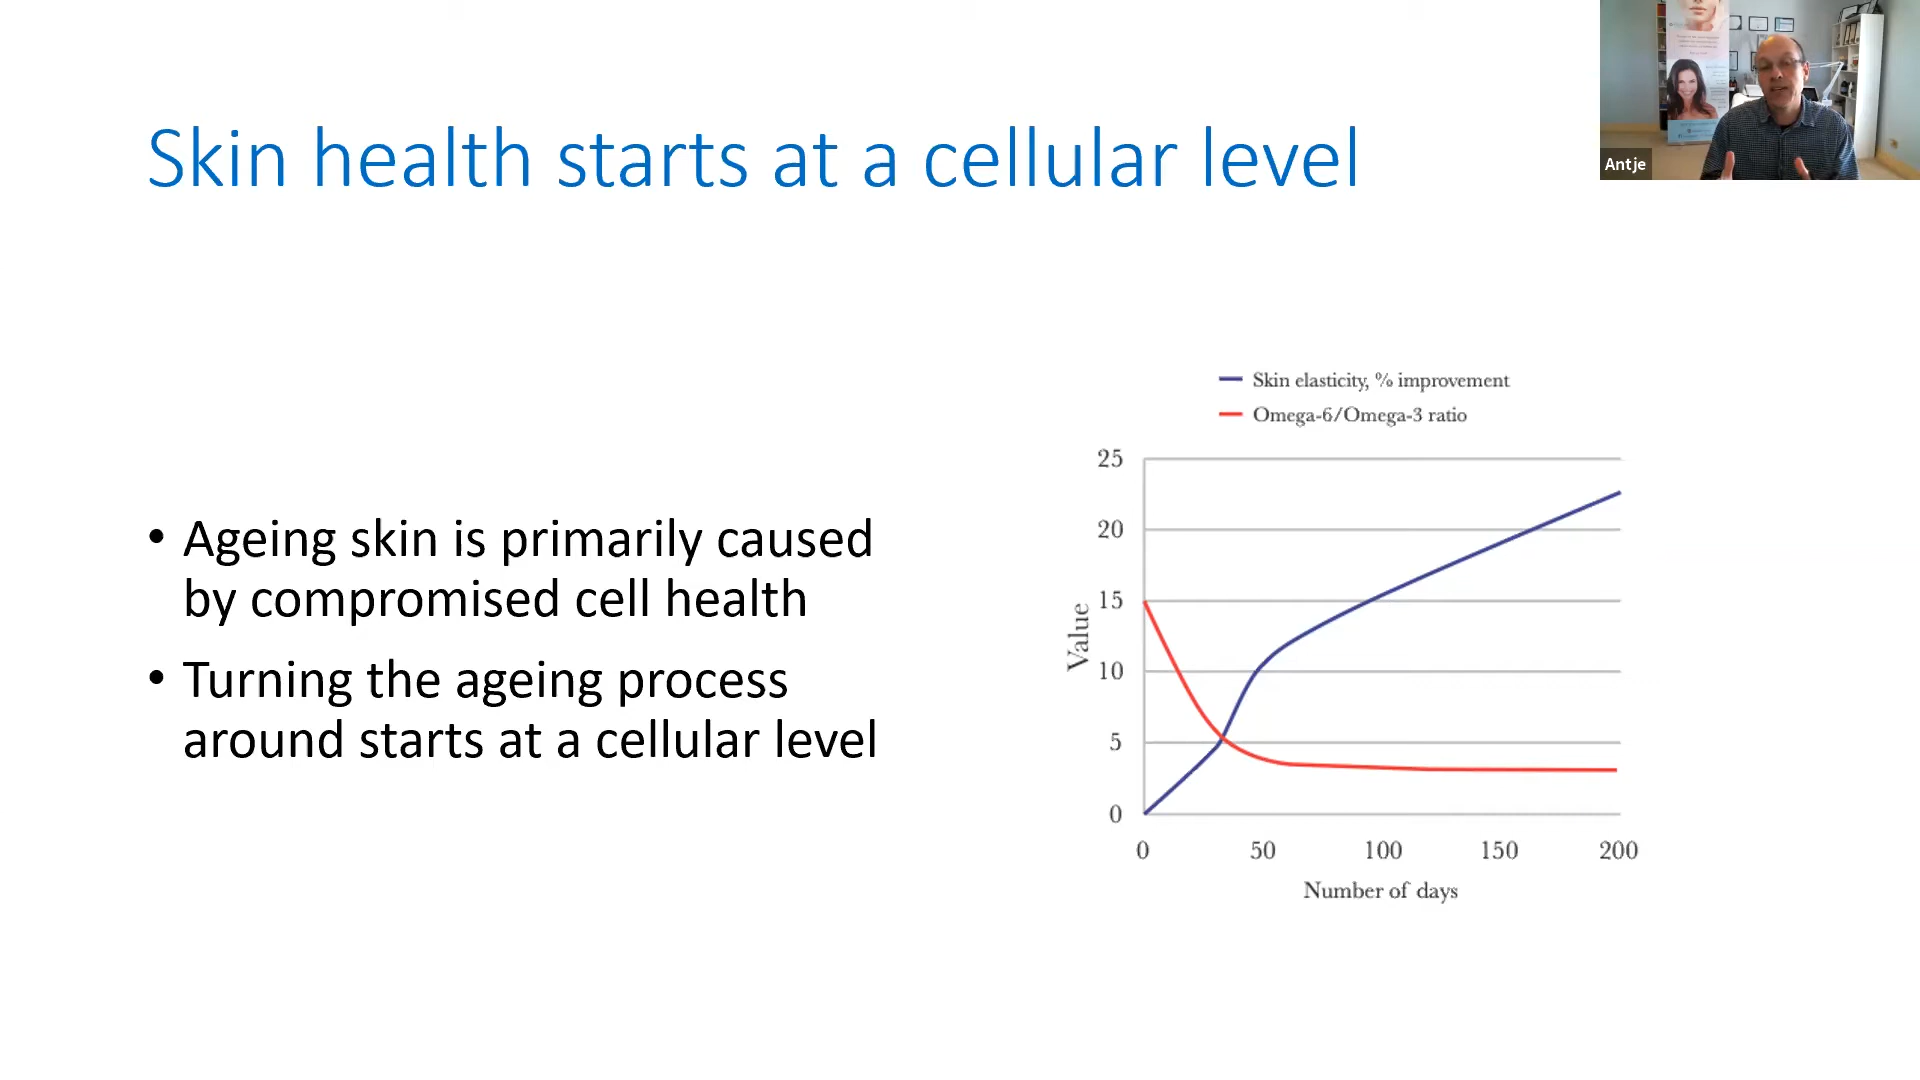 Skin health starts at a cellular level
Antje
• Ageing skin is primarily caused
by compromised cell health
• Turning the ageing process
around starts at a cellular level
Skin elasticity, % improvement
Omega-6/Omega-3 ratio
25
20
15
10
5
0
Value
0 50 100 150 200
Number of days